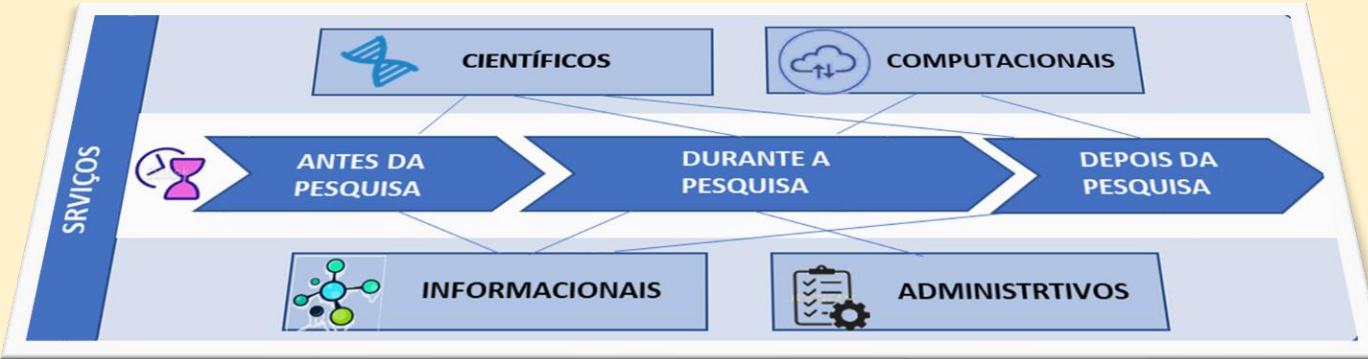 SRVIÇOS
CIENTÍFICOS
COMPUTACIONAIS
ANTES DA
PESQUISA
DURANTE A
PESQUISA
DEPOIS DA
PESQUISA
INFORMACIONAIS
ADMINISTRTIVOS